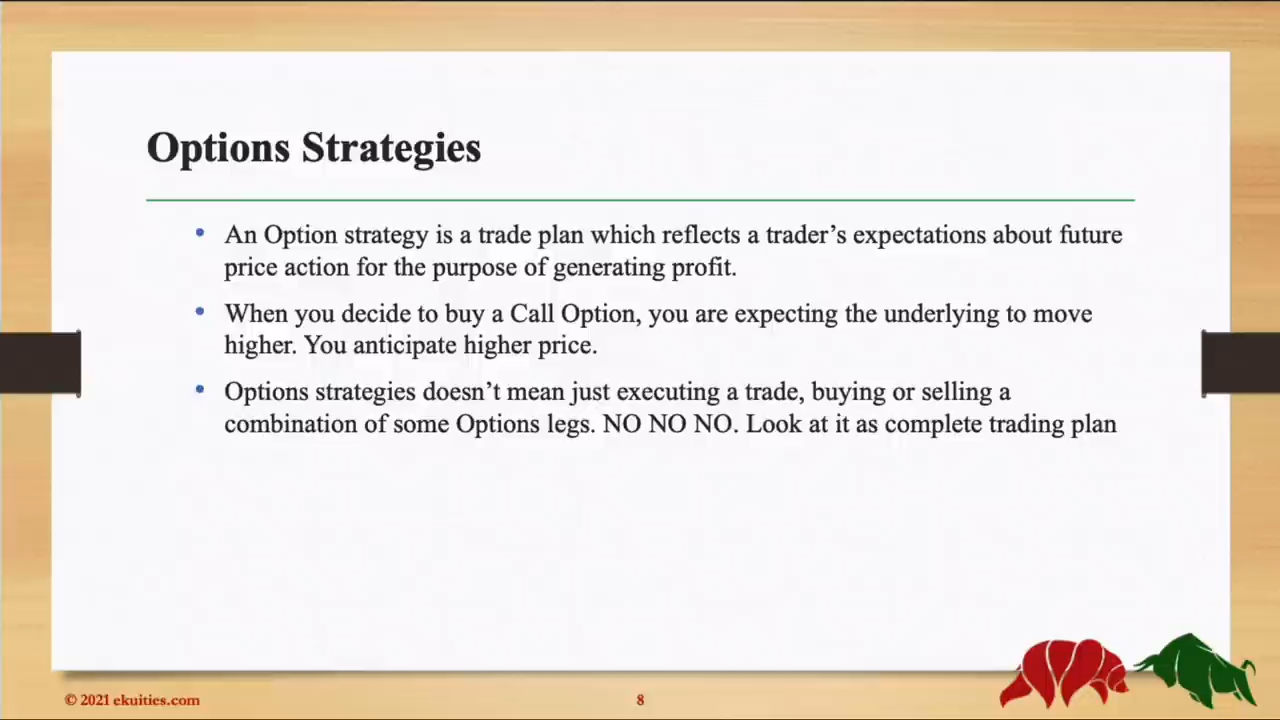 Options Strategies
• An Option strategy is a trade plan which reflects a trader’s expectations about future
price action for the purpose of generating profit.
• When you decide to buy a Call Option, you are expecting the underlying to move
higher. You anticipate higher price.
• Options strategies doesn’t mean just executing a trade, buying or selling a
combination of some Options legs. NO NO NO. Look at it as complete trading plan
© 2021 ekuities.com
8